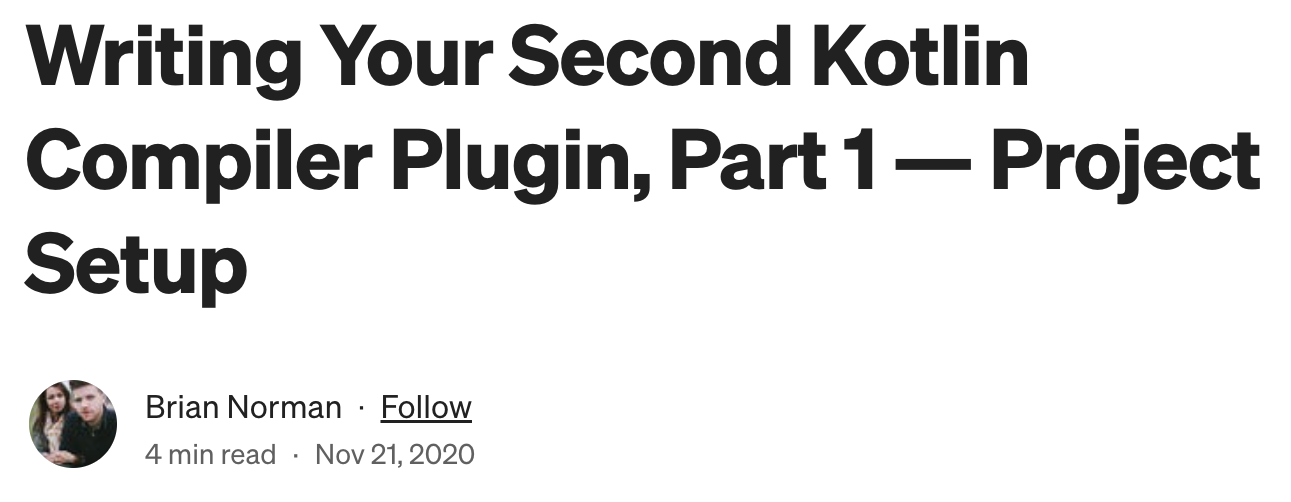 Writing Your Second Kotlin
Compiler Plugin, Part 1 — Project
Setup
Brian Norman · Follow
4 min read · Nov 21, 2020